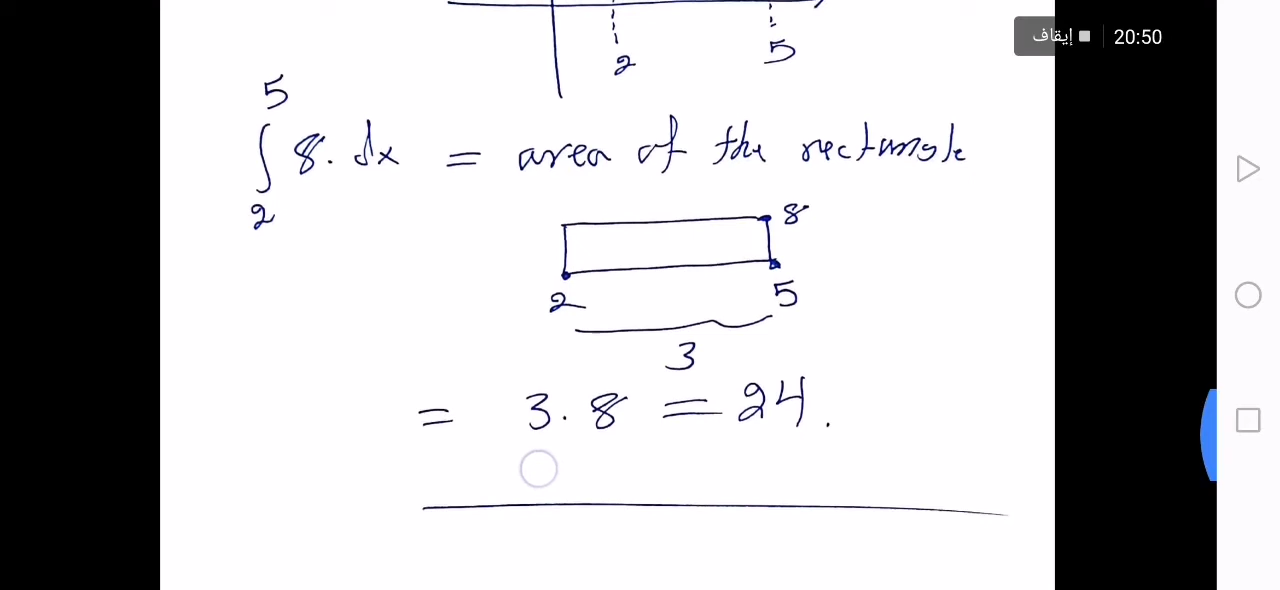 إيقاف 20:50
2 5
5
∫ 8. dx = area of the rectangle
2
8
2 5
3
= 3.8 = 24.